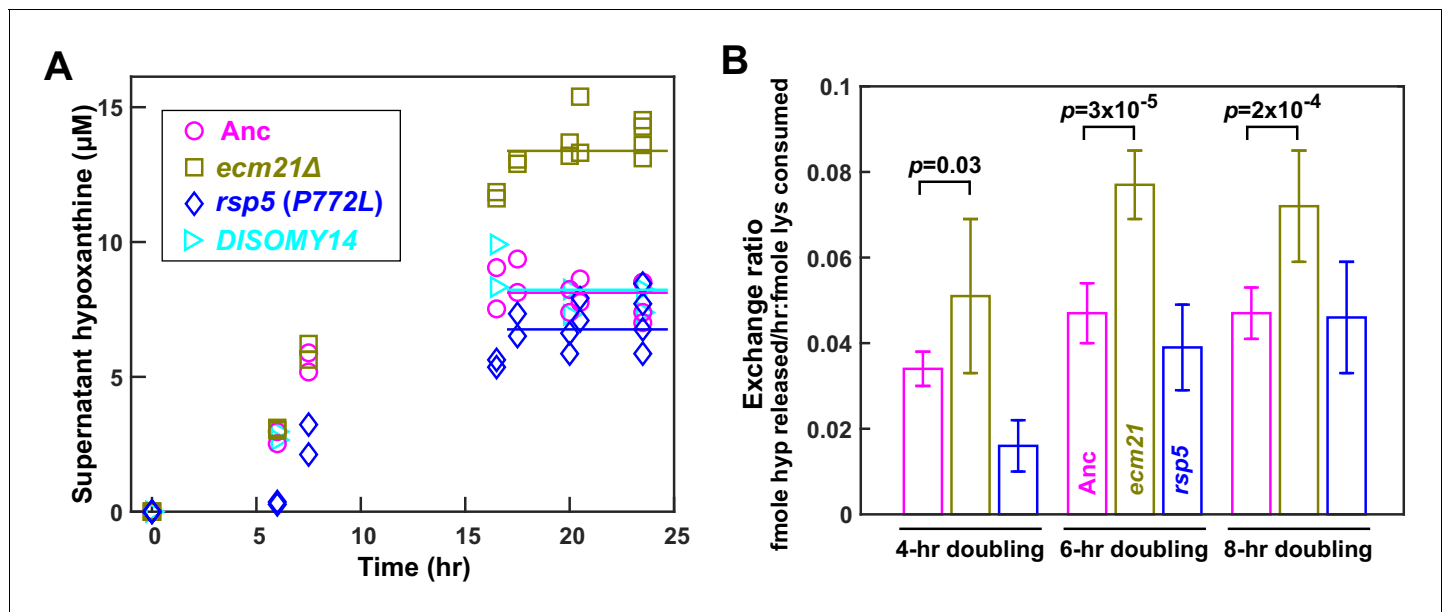 A
Supernatant hypoxanthine (µM)
15
10
5
0
Anc
ecm21Δ
rsp5 (P772L)
DISOMY14
0
5
10
15
20
25
Time (hr)
B
Exchange ratio
fmole hyp released/hr:fmole lys consumed
0.1
0.08
0.06
0.04
0.02
0
p=0.03
p=3x10-5
p=2x10-4
Anc
ecm21
rsp5
4-hr doubling
6-hr doubling
8-hr doubling